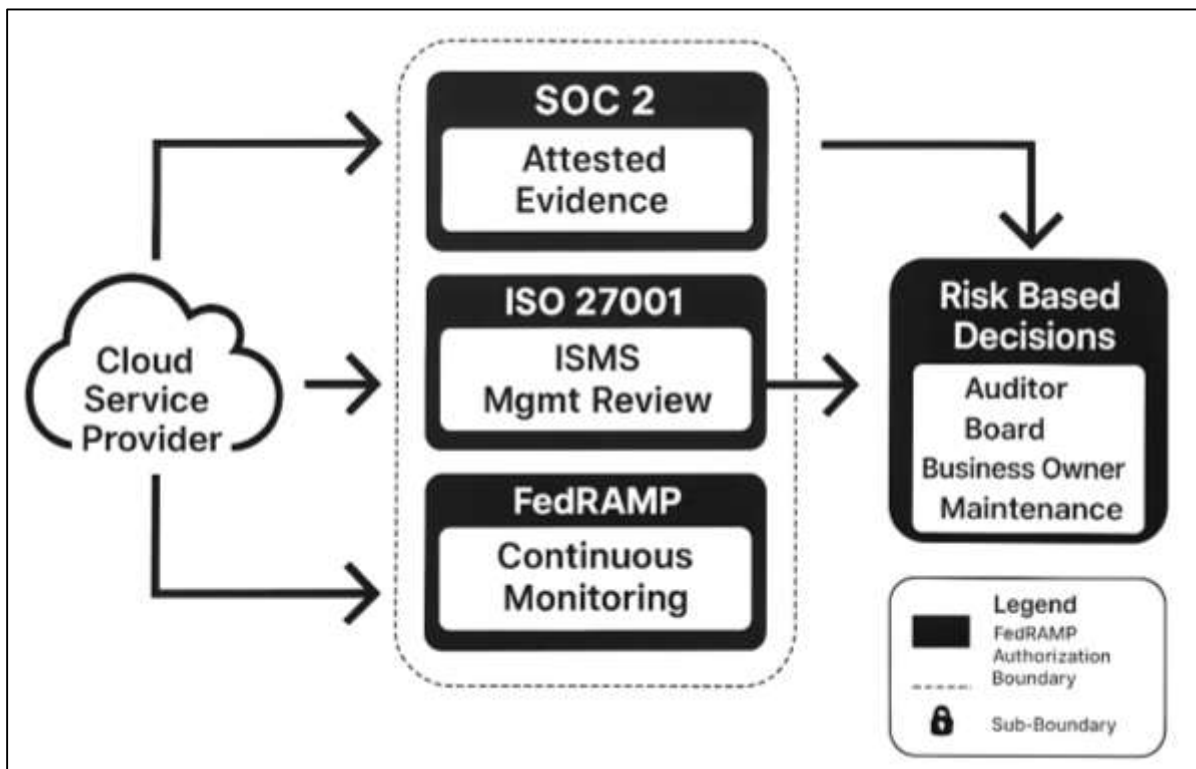 SOC 2
Attested
Evidence
ISO 27001
ISMS
Mgmt Review
FedRAMP
Continuous
Monitoring
Cloud
Service
Provider
Risk Based
Decisions
Auditor
Board
Business Owner
Maintenance
Legend
FedRAMP
Authorization
Boundary
Sub-Boundary